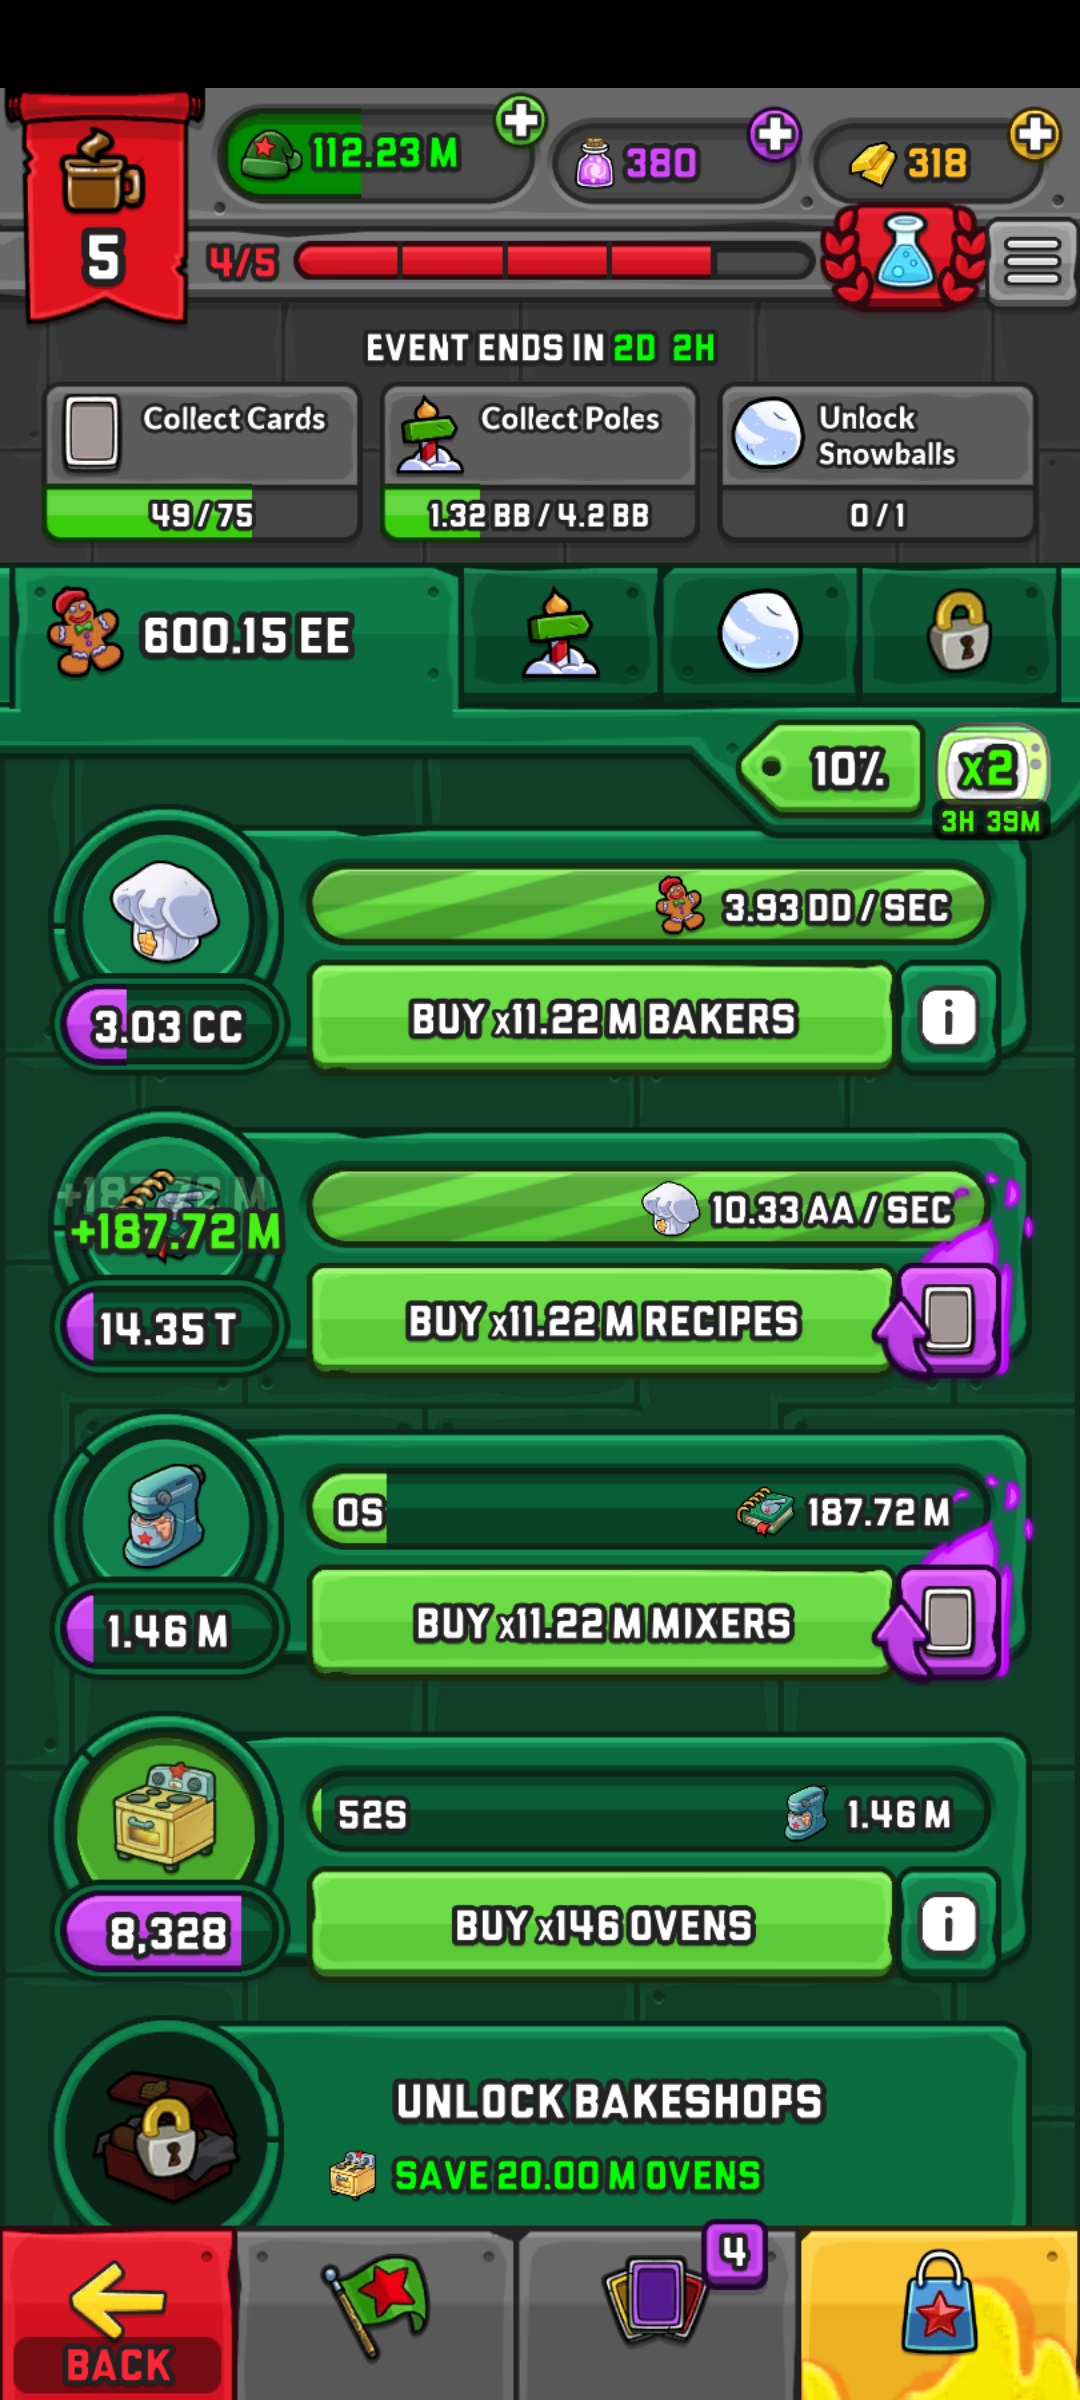 112.23 M
380
318
5
4/5
EVENT ENDS IN 2D 2H
Collect Cards
49/75
Collect Poles
1.32 BB / 4.2 BB
Unlock
Snowballs
0/1
600.15 EE
10%
x2
3H 39M
3.93 DD / SEC
3.03 CC
BUY x11.22 M BAKERS
i
+187.72 M
+187.72 M
10.33 AA / SEC
14.35 T
BUY x11.22 M RECIPES
0S
187.72 M
1.46 M
BUY x11.22 M MIXERS
52S
1.46 M
8,328
BUY x146 OVENS
i
UNLOCK BAKESHOPS
SAVE 20.00 M OVENS
4
BACK